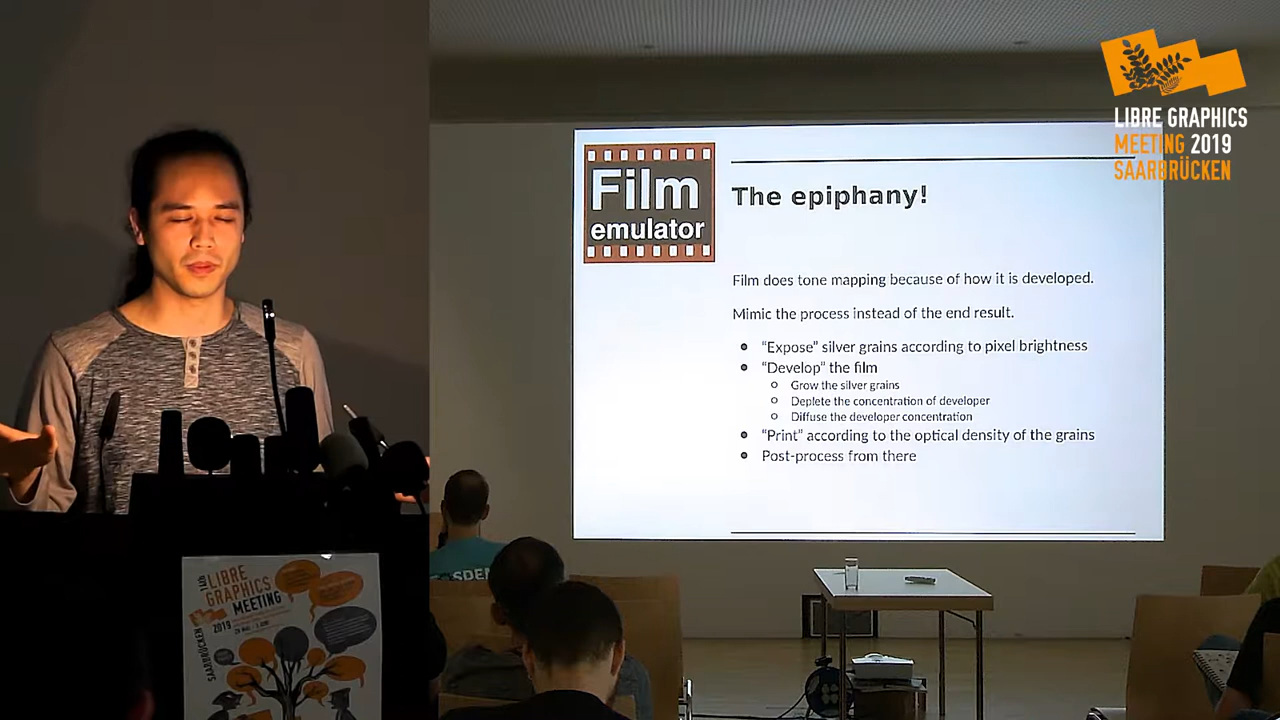 LIBRE GRAPHICS
MEETING 2019
SAARBRÜCKEN
Film
emulator
The epiphany!
Film does tone mapping because of how it is developed.
Mimic the process instead of the end result.
“Expose” silver grains according to pixel brightness
“Develop” the film
Grow the silver grains
Deplete the concentration of developer
Diffuse the developer concentration
“Print” according to the optical density of the grains
Post-process from there
LIBRE
GRAPHICS
MEETING
2019
SAARBRÜCKEN